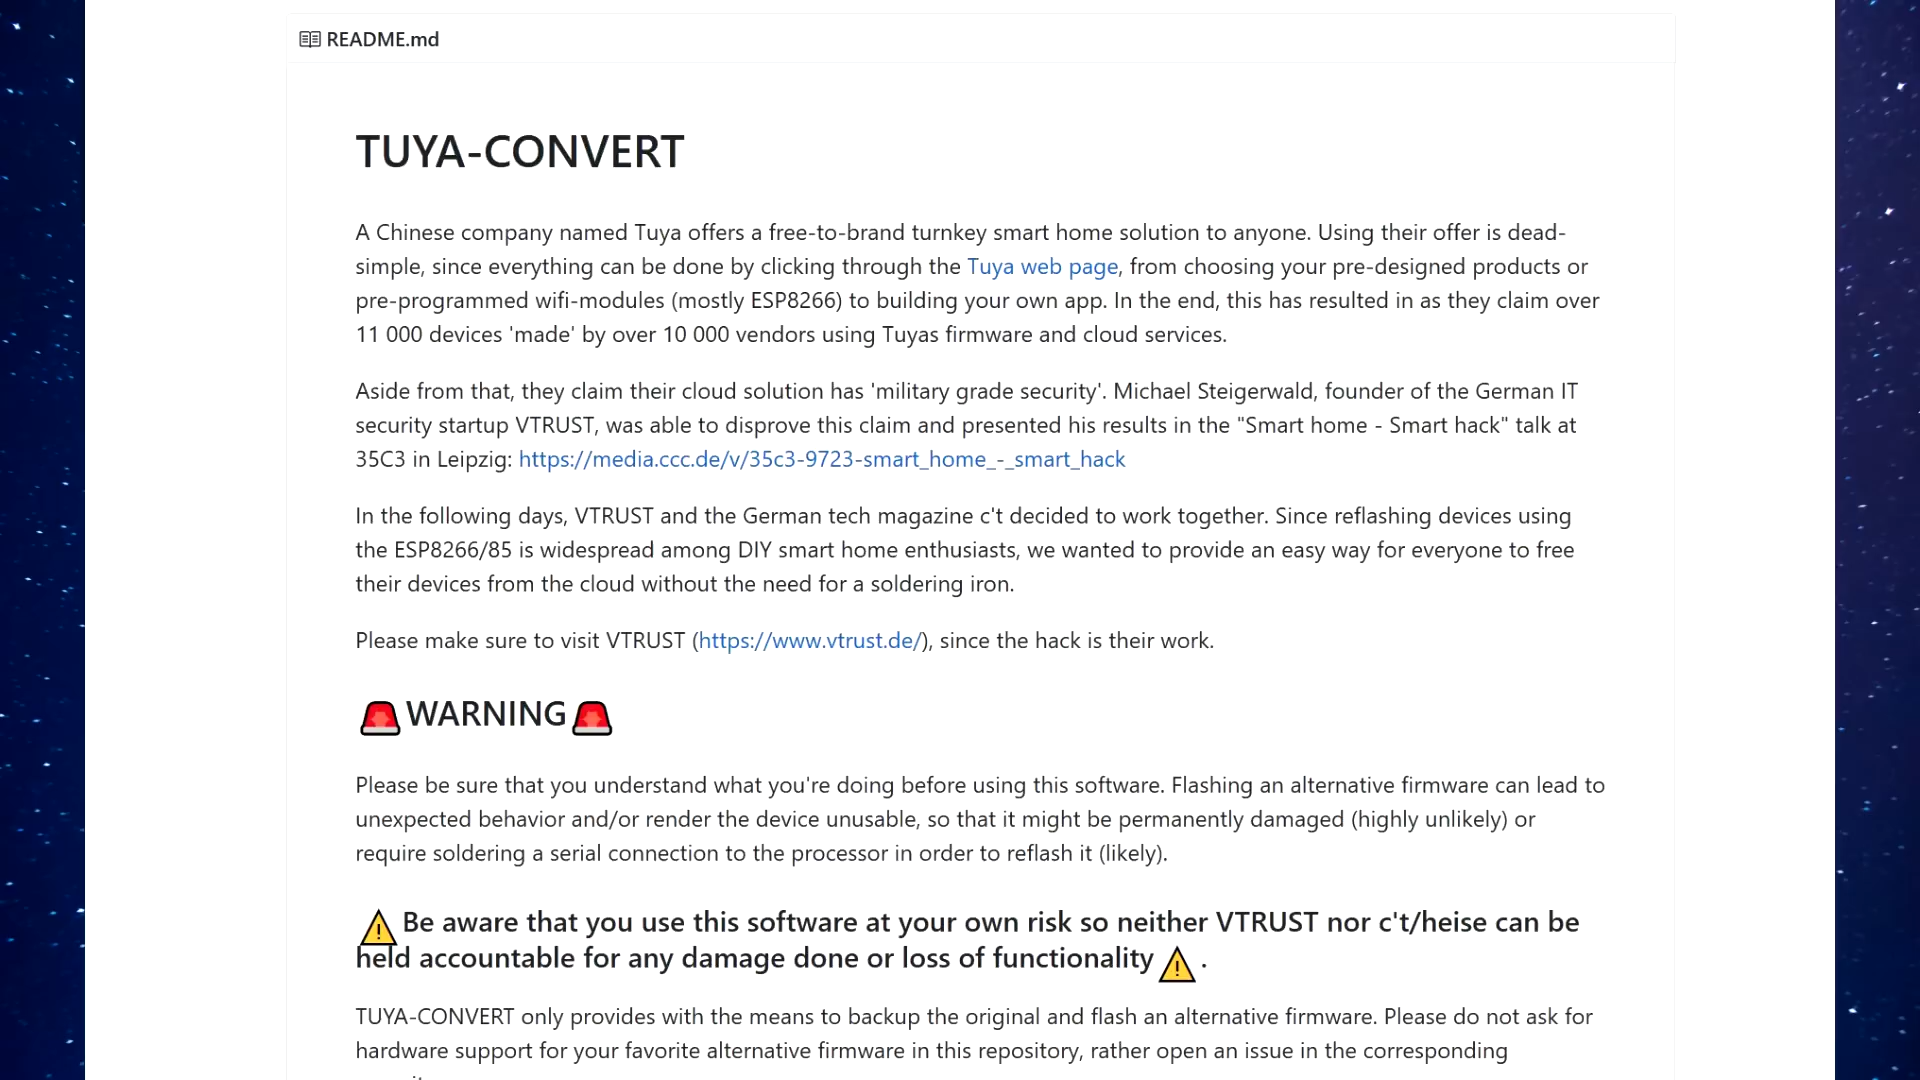 README.md
TUYA-CONVERT
A Chinese company named Tuya offers a free-to-brand turnkey smart home solution to anyone. Using their offer is dead-
simple, since everything can be done by clicking through the Tuya web page, from choosing your pre-designed products or
pre-programmed wifi-modules (mostly ESP8266) to building your own app. In the end, this has resulted in as they claim over
11 000 devices 'made' by over 10 000 vendors using Tuyas firmware and cloud services.
Aside from that, they claim their cloud solution has 'military grade security'. Michael Steigerwald, founder of the German IT
security startup VTRUST, was able to disprove this claim and presented his results in the "Smart home - Smart hack" talk at
35C3 in Leipzig: https://media.ccc.de/v/35c3-9723-smart_home_-_smart_hack
In the following days, VTRUST and the German tech magazine c't decided to work together. Since reflashing devices using
the ESP8266/85 is widespread among DIY smart home enthusiasts, we wanted to provide an easy way for everyone to free
their devices from the cloud without the need for a soldering iron.
Please make sure to visit VTRUST (https://www.vtrust.de/), since the hack is their work.
WARNING
Please be sure that you understand what you're doing before using this software. Flashing an alternative firmware can lead to
unexpected behavior and/or render the device unusable, so that it might be permanently damaged (highly unlikely) or
require soldering a serial connection to the processor in order to reflash it (likely).
Be aware that you use this software at your own risk so neither VTRUST nor c't/heise can be
held accountable for any damage done or loss of functionality .
TUYA-CONVERT only provides with the means to backup the original and flash an alternative firmware. Please do not ask for
hardware support for your favorite alternative firmware in this repository, rather open an issue in the corresponding